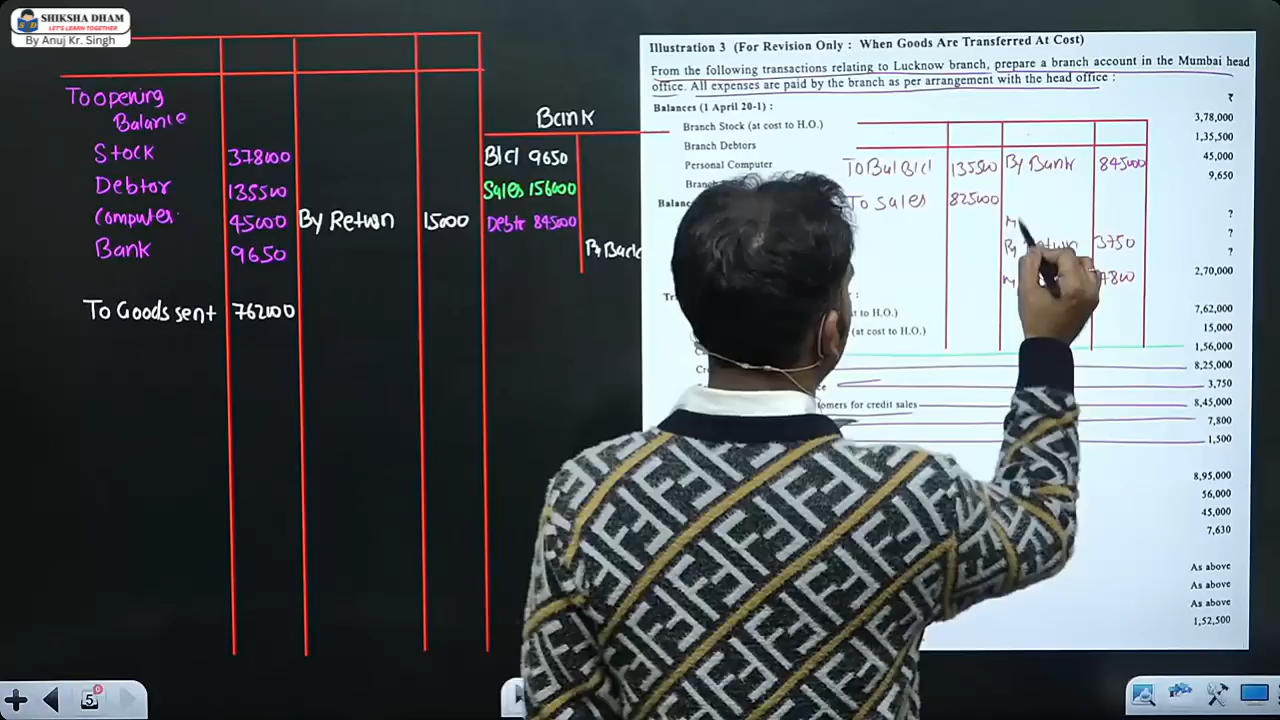 SHIKSHA DHAM
LET'S LEARN TOGETHER
By Anuj Kr. Singh
To opening
Balance
Stock 378000
Debtor 135500
Computer 45000 By Return 15000
Bank 9650
To Goods sent 762000
Bank
Blcl 9650
Sales 156000
Debtr 845000
By Back
Illustration 3 (For Revision Only : When Goods Are Transferred At Cost)
From the following transactions relating to Lucknow branch, prepare a branch account in the Mumbai head
office. All expenses are paid by the branch as per arrangement with the head office :
Balances (1 April 20-1) : ₹
Branch Stock (at cost to H.O.) 3,78,000
Branch Debtors 1,35,500
Personal Computer 45,000
9,650
?
?
?
2,70,000
t to H.O.) 7,62,000
at cost to H.O.) 15,000
1,56,000
8,25,000
3,750
omers for credit sales 8,45,000
7,800
1,500
8,95,000
56,000
45,000
7,630
As above
As above
As above
1,52,500
To Bal Blcl 135500 By Bank 845000
To Sales 825000
3750
7800
5